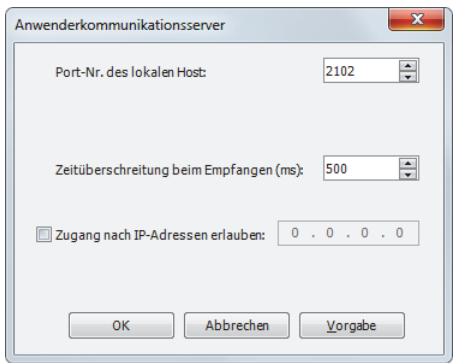 Anwenderkommunikationsserver
Port-Nr. des lokalen Host: 2102
Zeitüberschreitung beim Empfangen (ms): 500
Zugang nach IP-Adressen erlauben: 0 . 0 . 0 . 0
OK Abbrechen Vorgabe